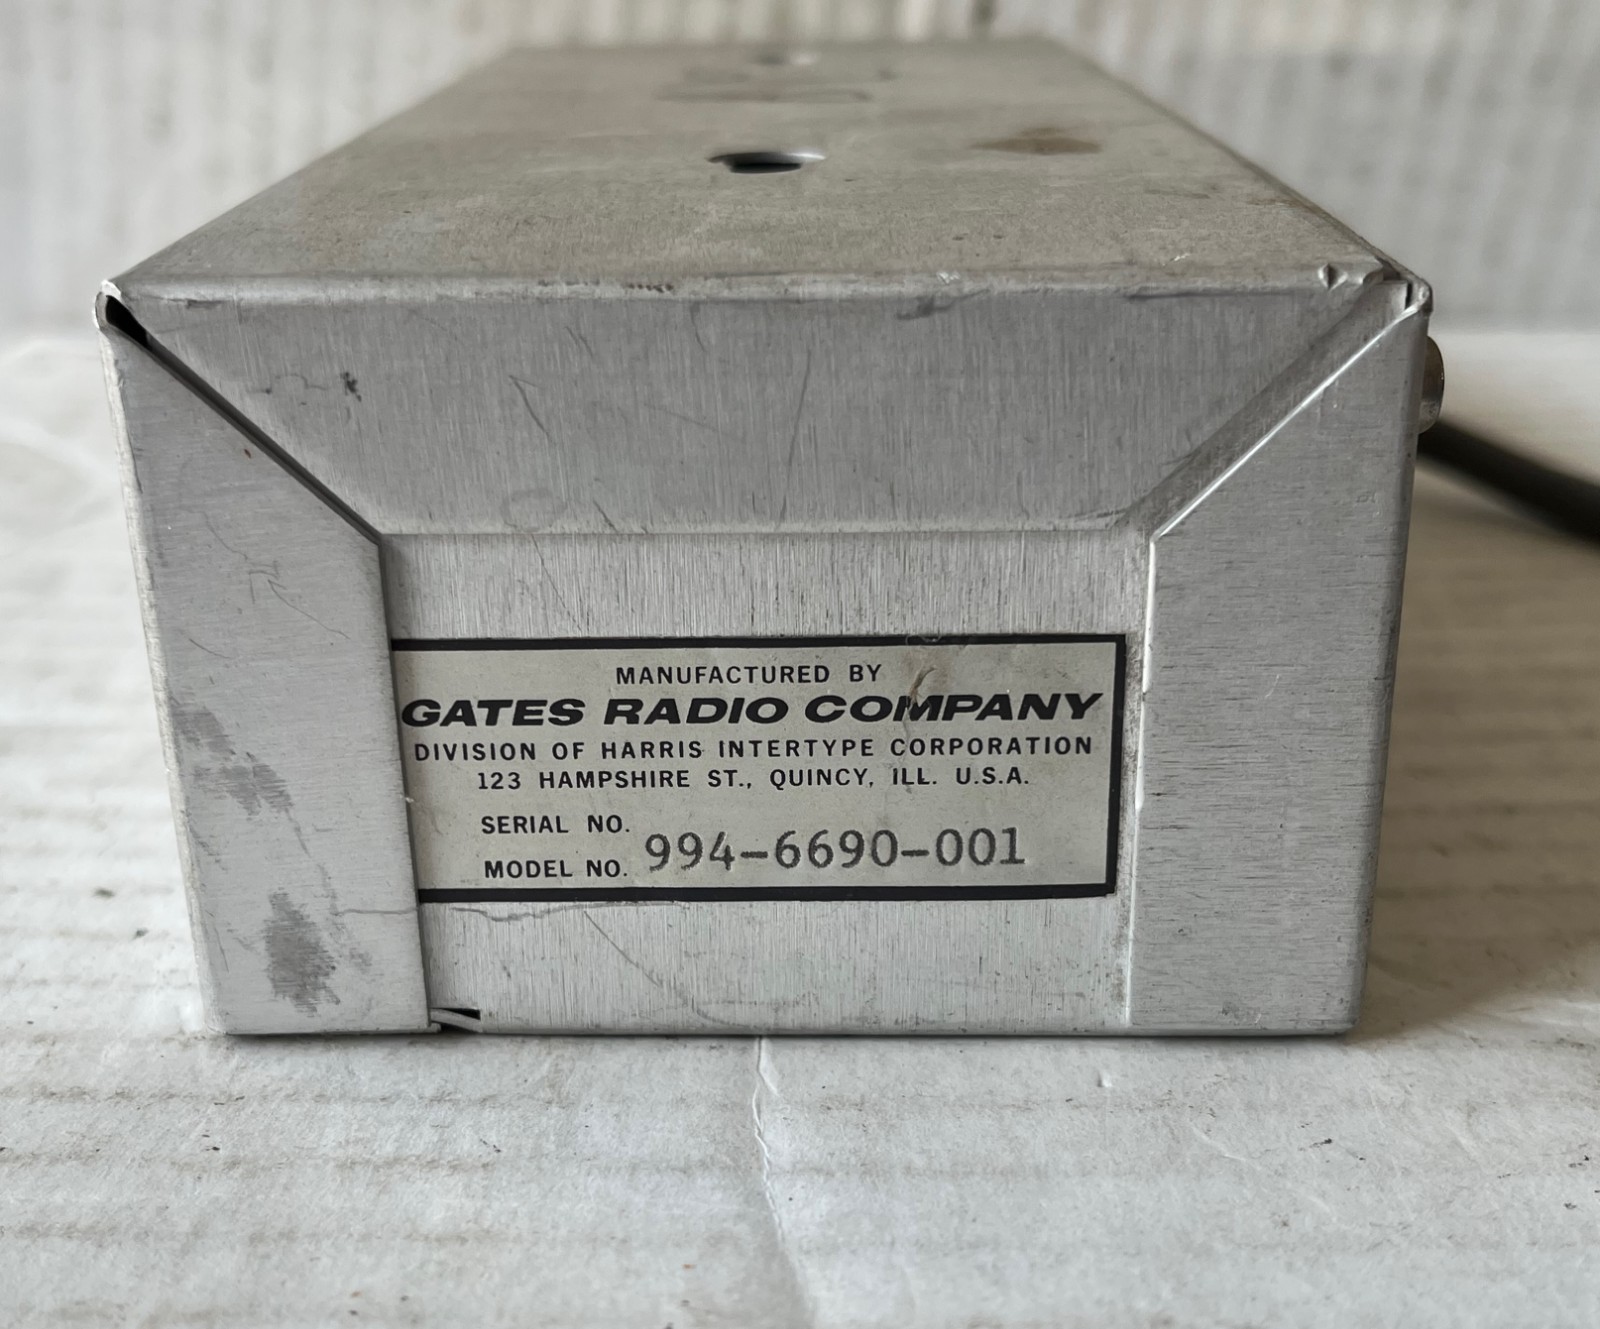 MANUFACTURED BY
GATES RADIO COMPANY
DIVISION OF HARRIS INTERTYPE CORPORATION
123 HAMPSHIRE ST., QUINCY, ILL. U.S.A.
SERIAL NO.
MODEL NO. 994-6690-001